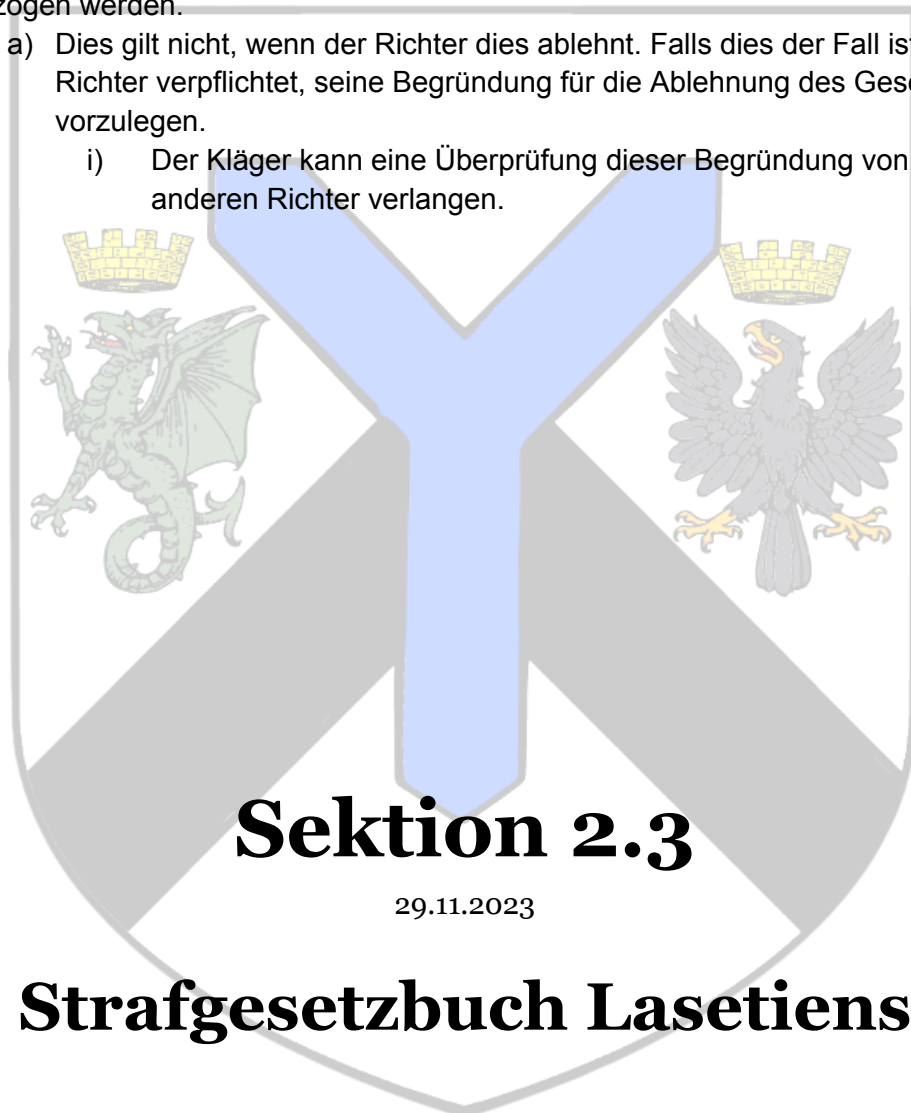 zogen werden.
a) Dies gilt nicht, wenn der Richter dies ablehnt. Falls dies der Fall ist
Richter verpflichtet, seine Begründung für die Ablehnung des Gese
vorzulegen.
i) Der Kläger kann eine Überprüfung dieser Begründung von
anderen Richter verlangen.
Sektion 2.3
29.11.2023
Strafgesetzbuch Lasetiens